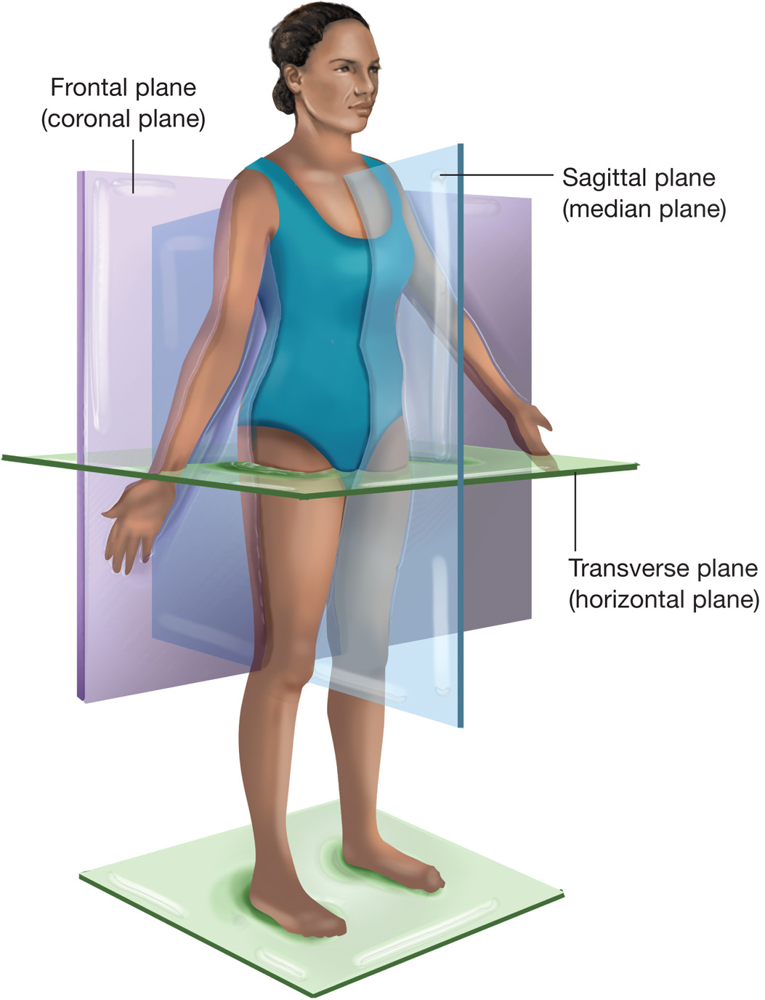 Frontal plane
(coronal plane)
Sagittal plane
(median plane)
Transverse plane
(horizontal plane)